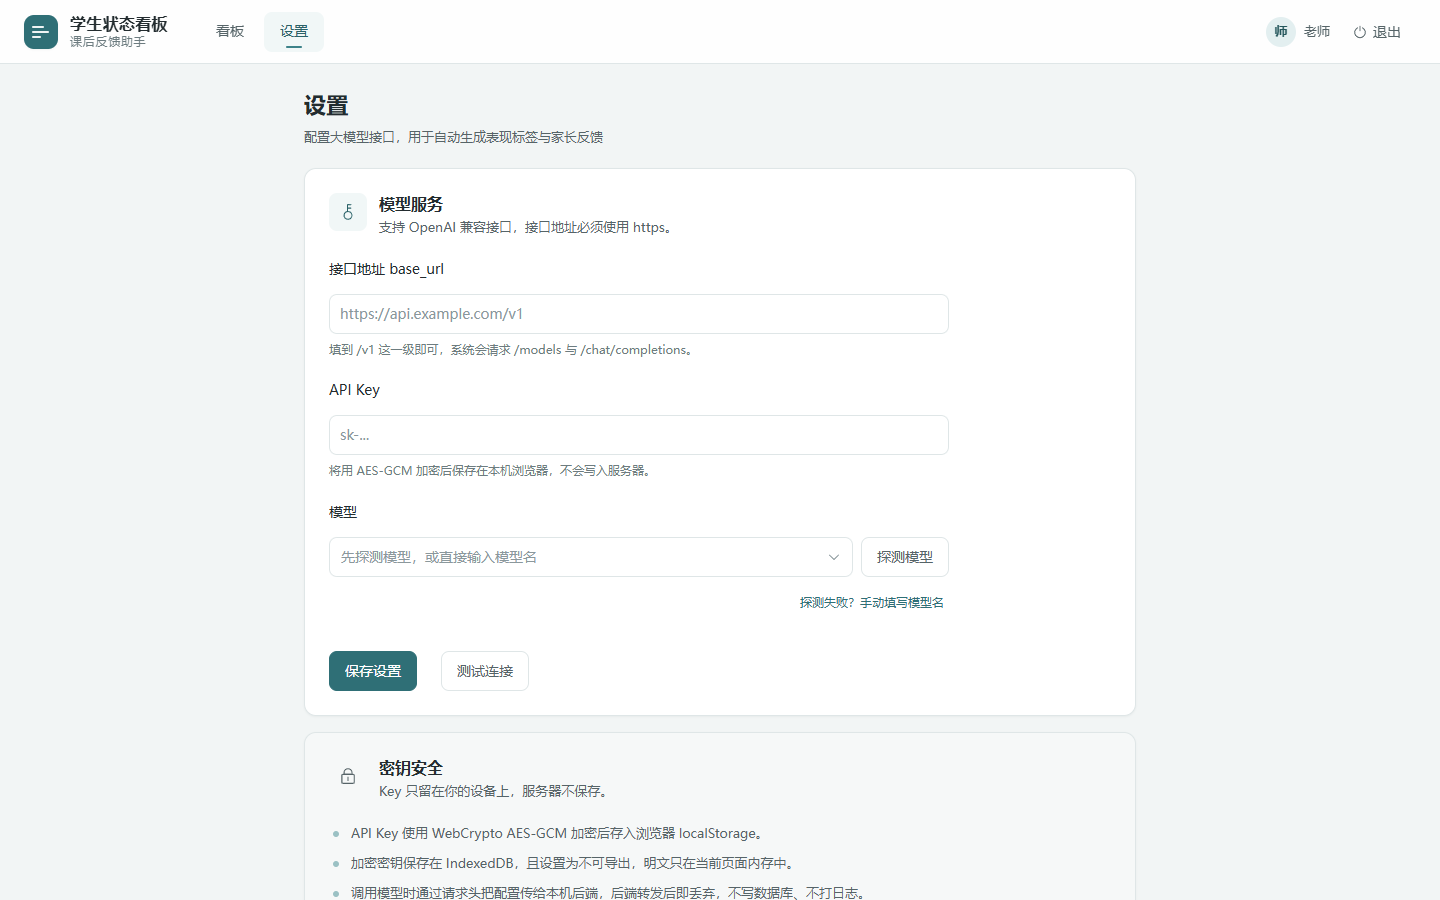 学生状态看板
课后反馈助手
看板
设置
师
老师
退出
设置
配置大模型接口，用于自动生成表现标签与家长反馈
模型服务
支持 OpenAI 兼容接口，接口地址必须使用 https。
接口地址 base_url
https://api.example.com/v1
填到 /v1 这一级即可，系统会请求 /models 与 /chat/completions。
API Key
sk-...
将用 AES-GCM 加密后保存在本机浏览器，不会写入服务器。
模型
先探测模型，或直接输入模型名
探测模型
探测失败？手动填写模型名
保存设置
测试连接
密钥安全
Key 只留在你的设备上，服务器不保存。
API Key 使用 WebCrypto AES-GCM 加密后存入浏览器 localStorage。
加密密钥保存在 IndexedDB，且设置为不可导出，明文只在当前页面内存中。
调用模型时通过请求头把配置传给本机后端，后端转发后即丢弃，不写数据库、不打日志。